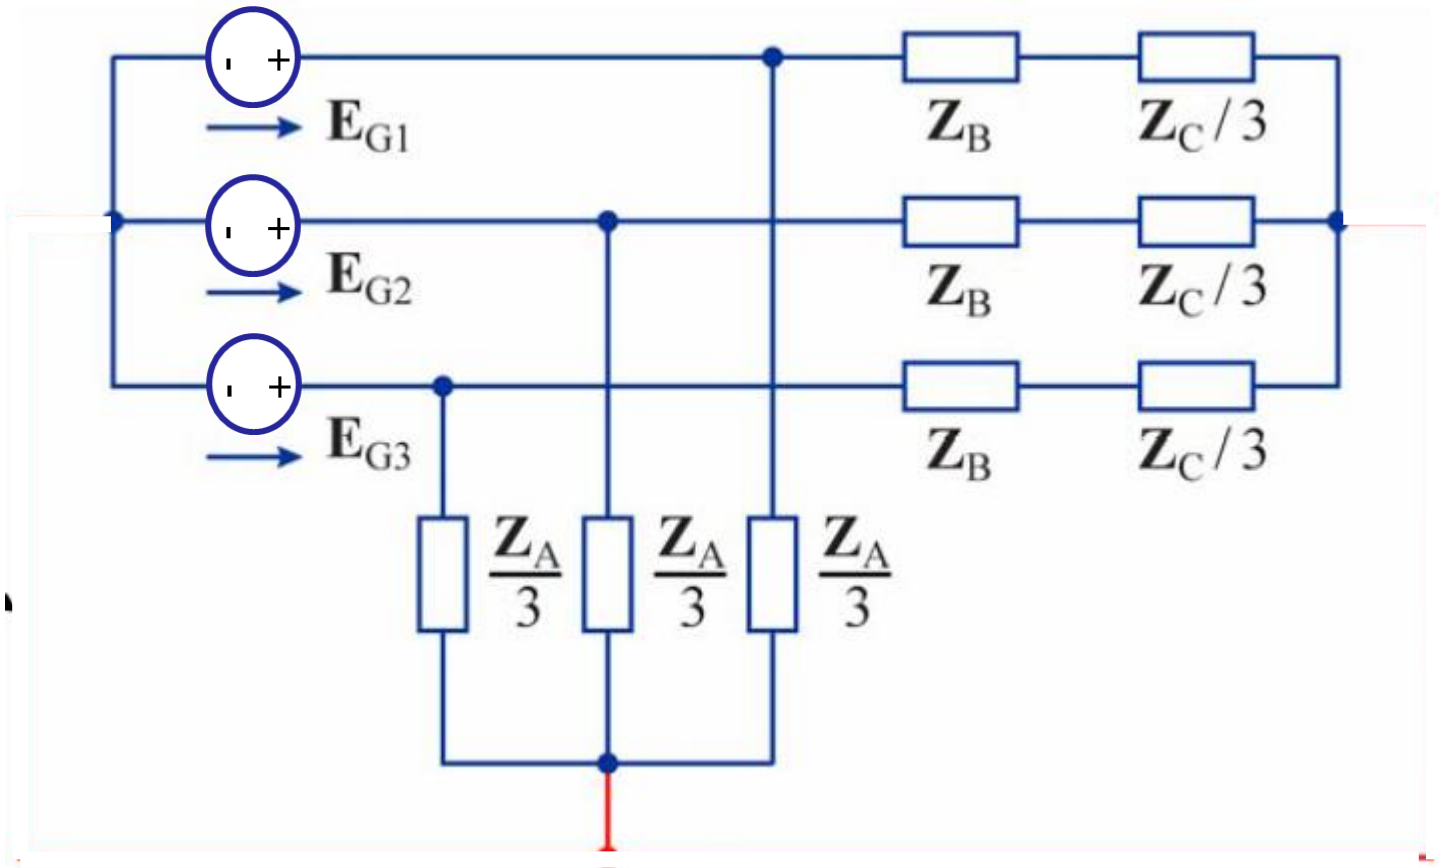 - +
E_G1
Z_B Z_C / 3
- +
E_G2
Z_B Z_C / 3
- +
E_G3
Z_B Z_C / 3
Z_A Z_A Z_A
3 3 3